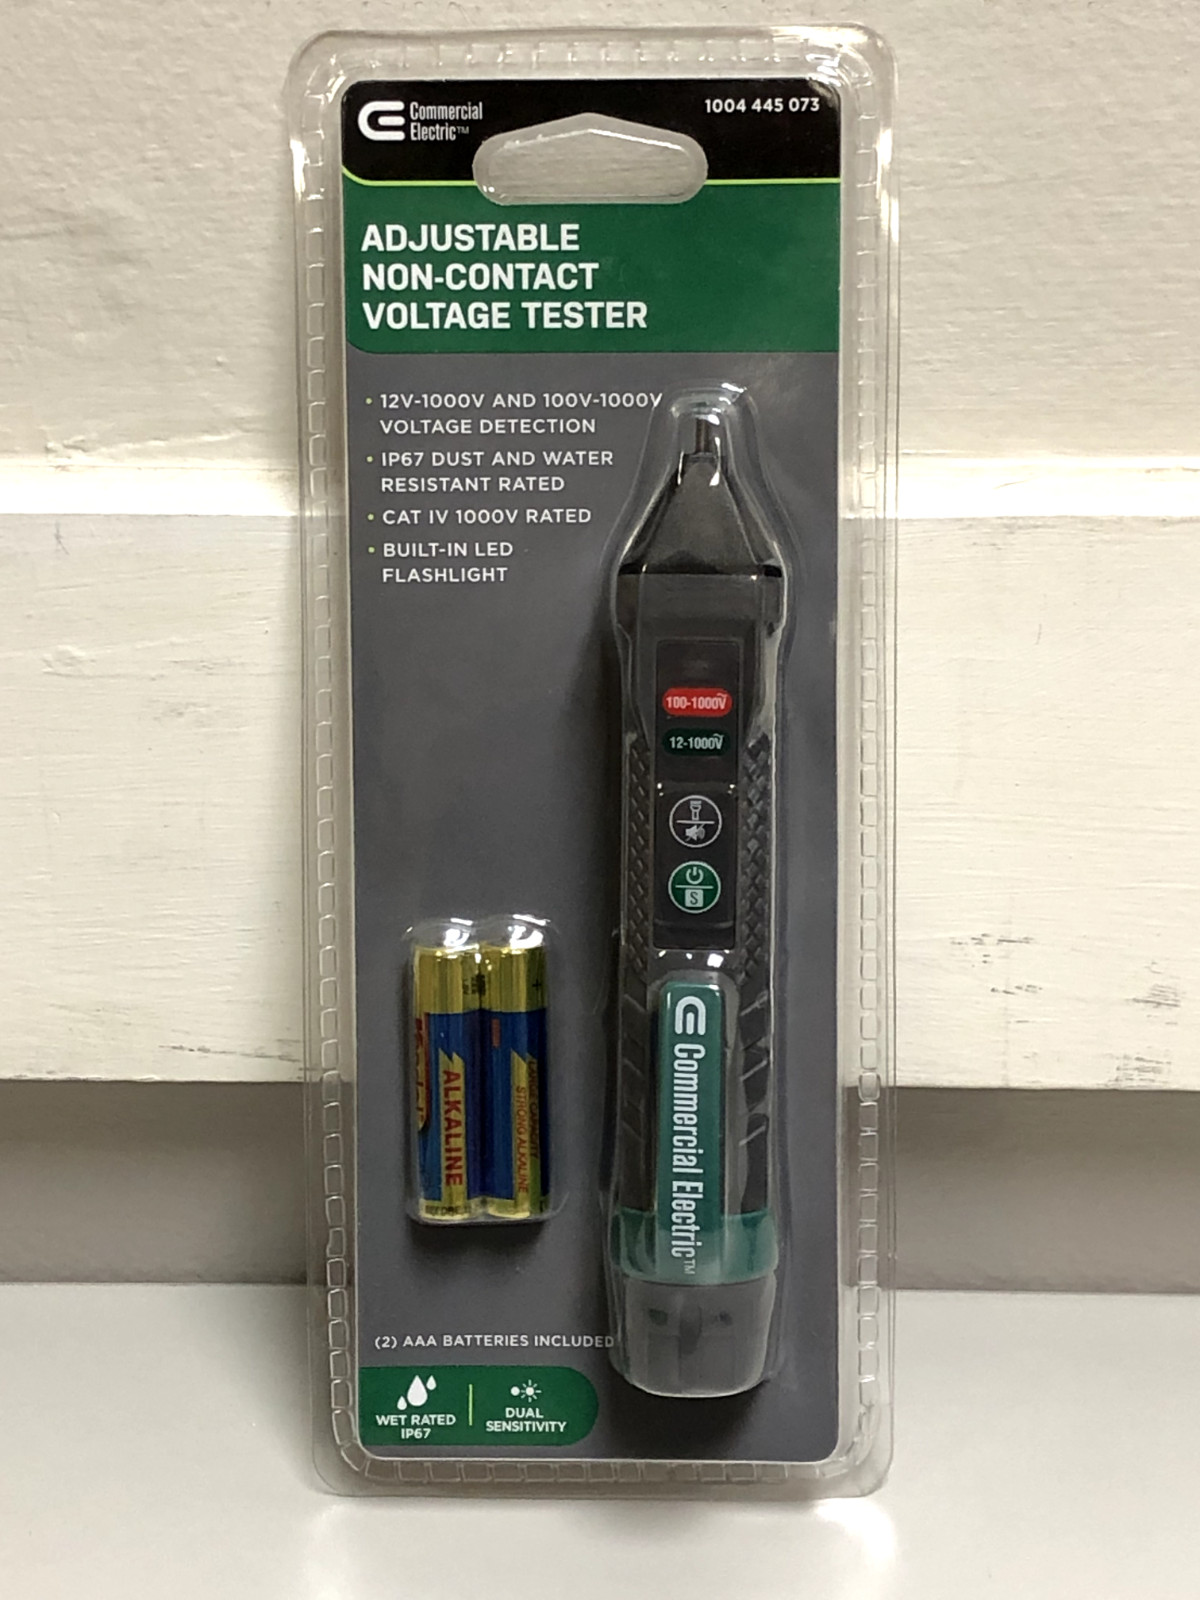 Commercial
Electric™
1004 445 073
ADJUSTABLE
NON-CONTACT
VOLTAGE TESTER
• 12V-1000V AND 100V-1000V
VOLTAGE DETECTION
• IP67 DUST AND WATER
RESISTANT RATED
• CAT IV 1000V RATED
• BUILT-IN LED
FLASHLIGHT
100-1000V
12-1000V
S
Commercial Electric™
ALKALINE
STRONG ALKALINE
(2) AAA BATTERIES INCLUDED
WET RATED
IP67
DUAL
SENSITIVITY